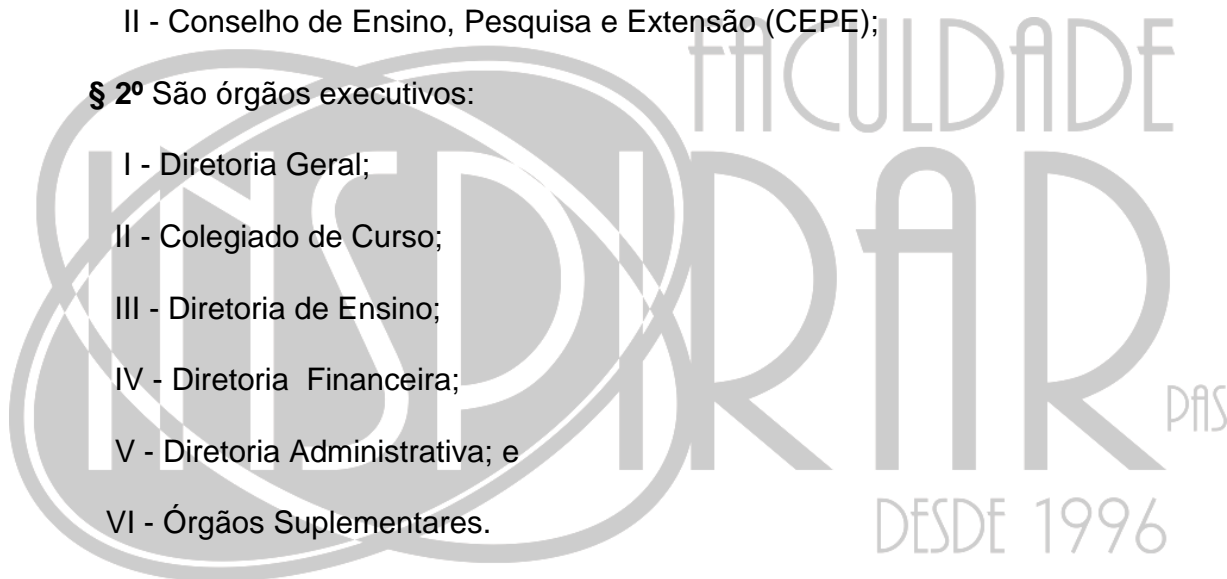 II - Conselho de Ensino, Pesquisa e Extensão (CEPE);
FACULDADE
§ 2º São órgãos executivos:
I - Diretoria Geral;
INSPIRAR
II - Colegiado de Curso;
III - Diretoria de Ensino;
IV - Diretoria  Financeira;
PAS
V - Diretoria Administrativa; e
VI - Órgãos Suplementares.
DESDE 1996